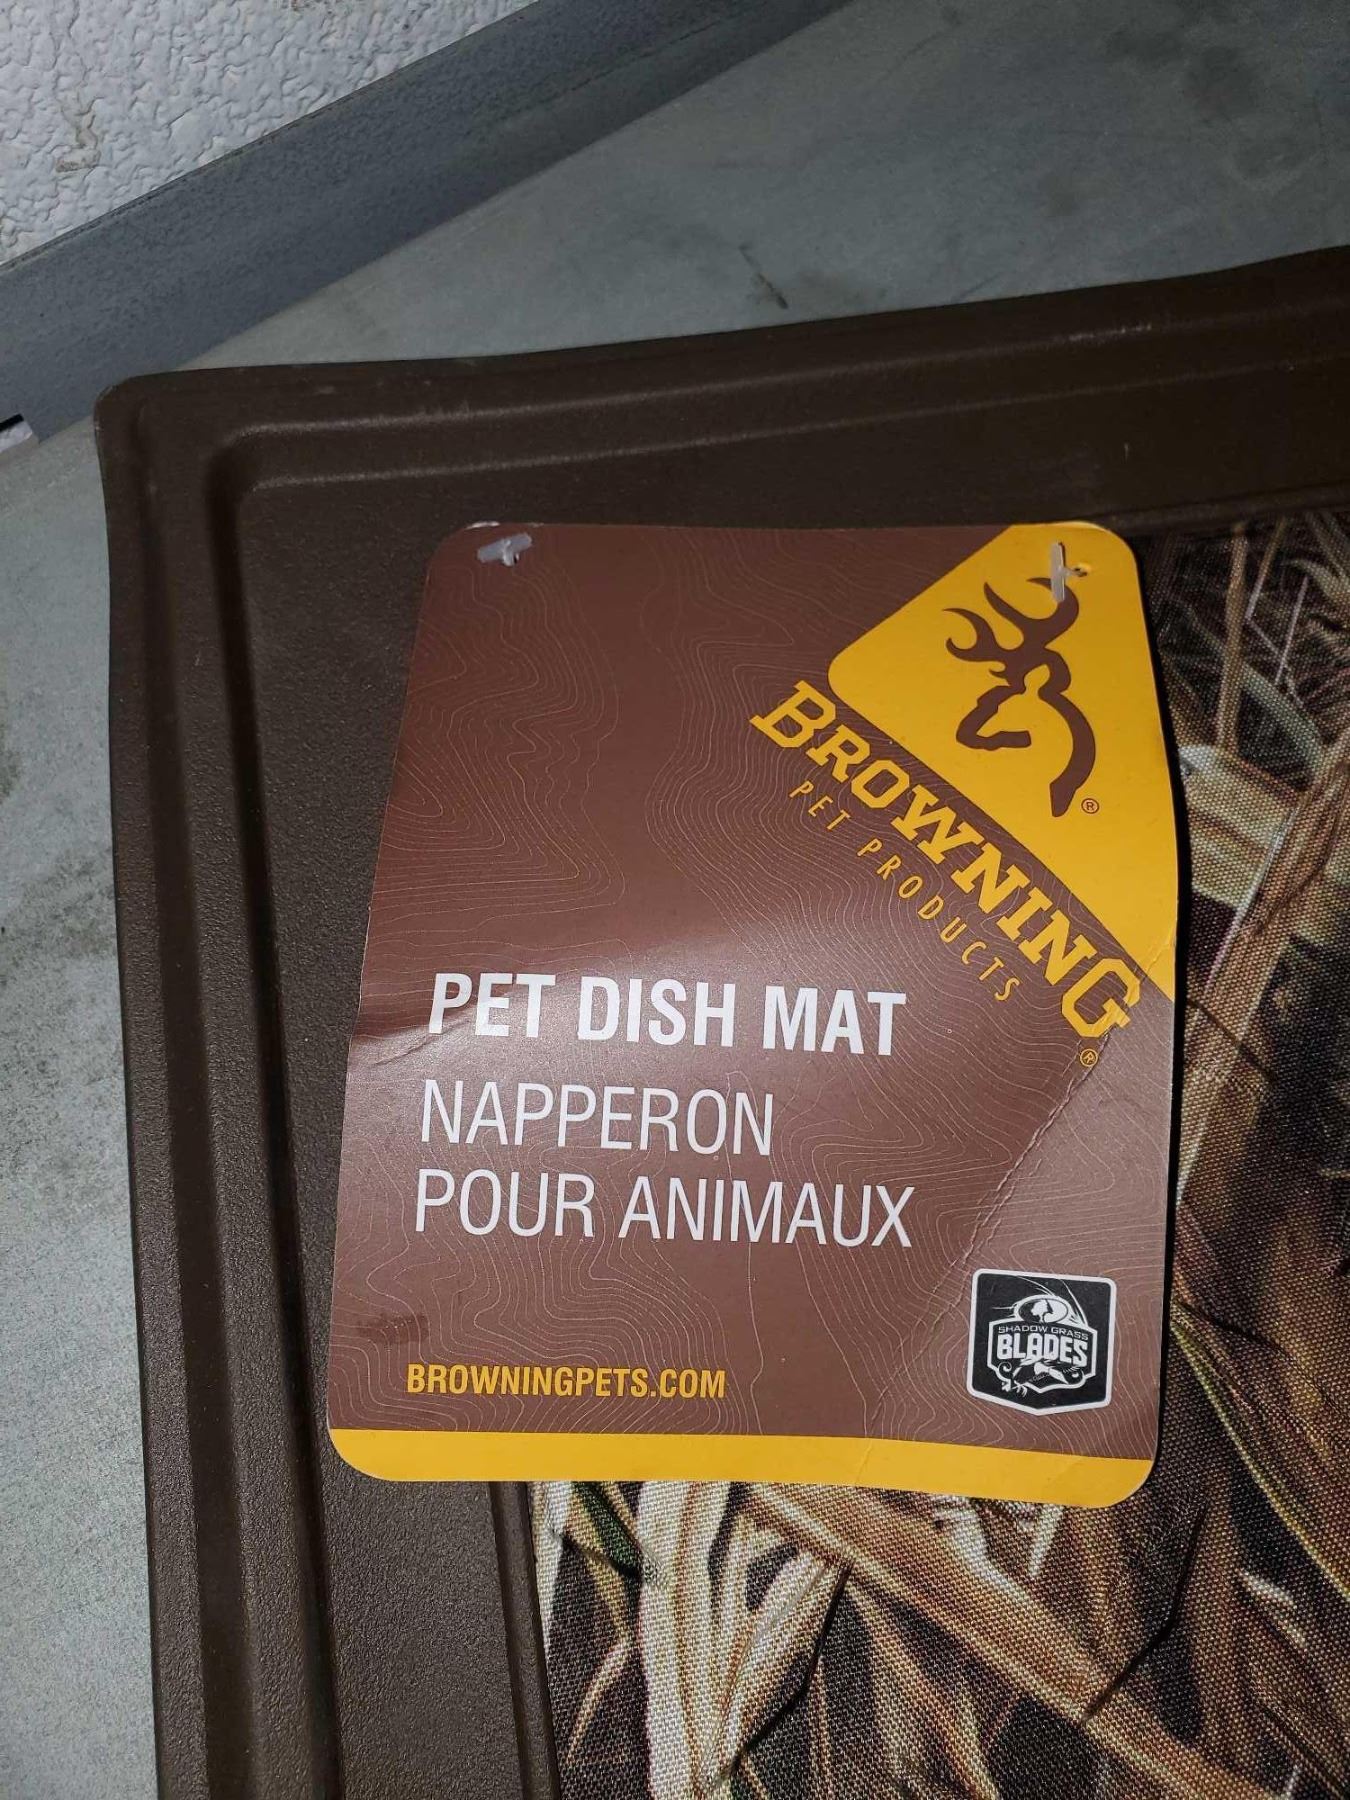 BROWNING
PET PRODUCTS
PET DISH MAT
NAPPERON
POUR ANIMAUX
BROWNINGPETS.COM
SHADOW GRASS
BLADES